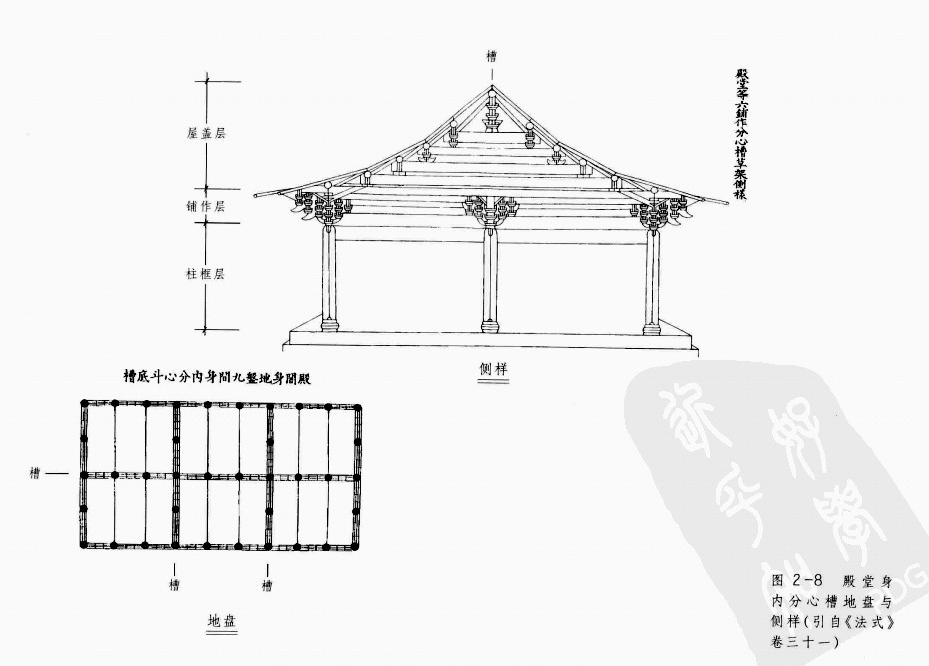 槽
殿堂等六鋪作分心槽草架側樣
屋盖层
铺作层
柱框层
侧样
槽底斗心分内身間九鏨地身閣殿
槽
槽
槽
地盘
图 2-8 殿堂身
内分心槽地盘与
侧样(引自《法式》
卷三十一)
PDG